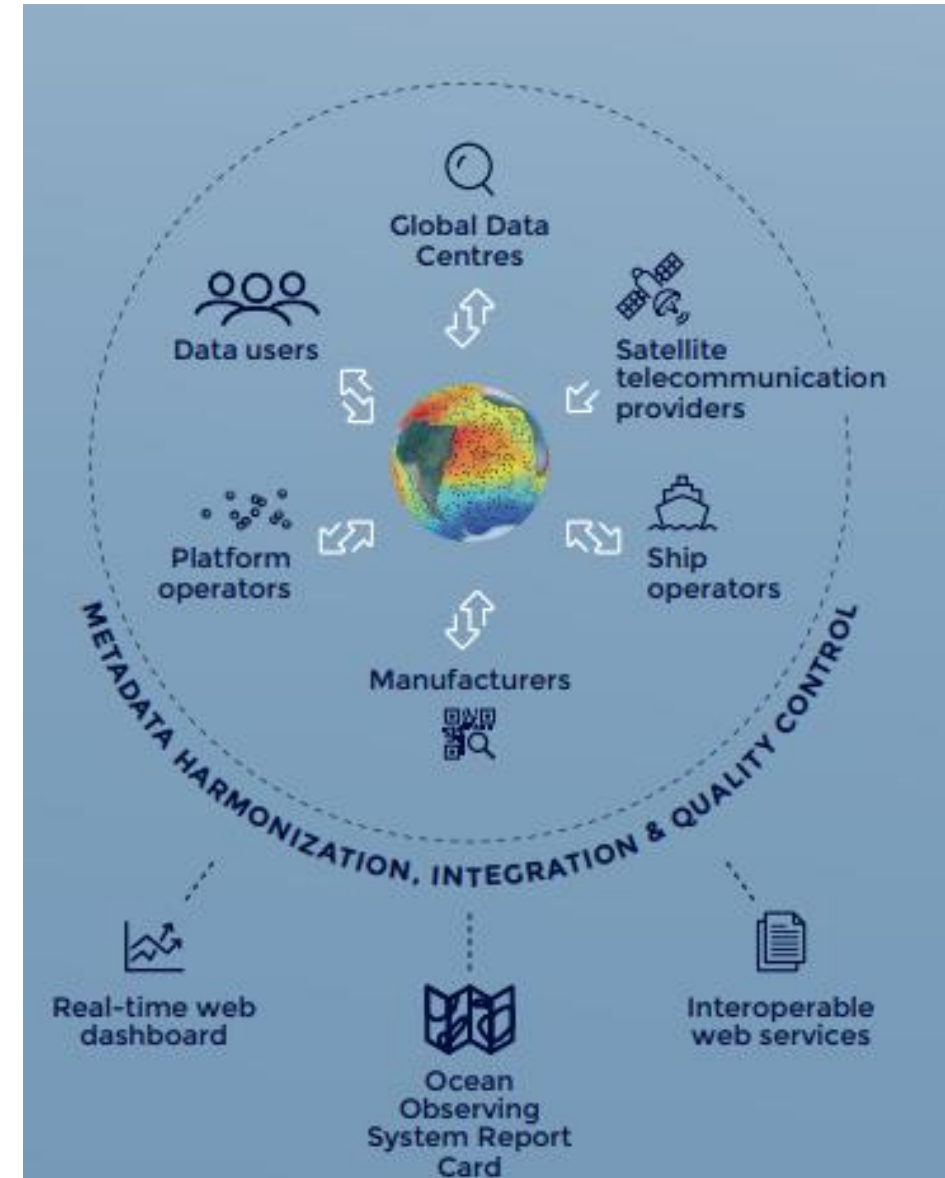 Global Data
Centres
Data users
Satellite
telecommunication
providers
Platform
operators
Ship
operators
Manufacturers
METADATA HARMONIZATION, INTEGRATION & QUALITY CONTROL
Real-time web
dashboard
Ocean
Observing
System Report
Card
Interoperable
web services